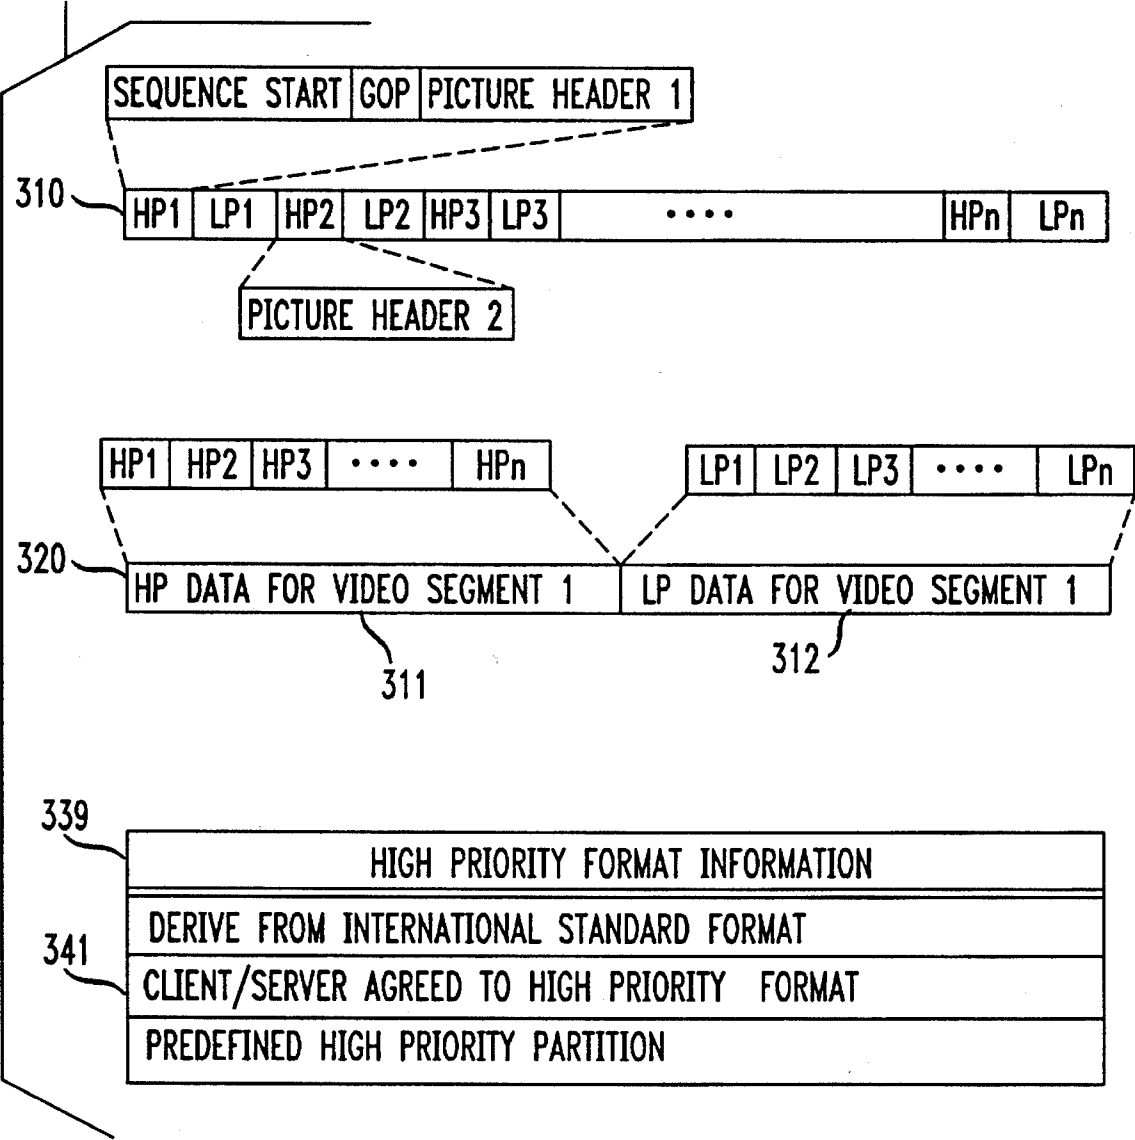 SEQUENCE START GOP PICTURE HEADER 1
310 HP1 LP1 HP2 LP2 HP3 LP3 •••• HPn LPn
PICTURE HEADER 2
HP1 HP2 HP3 •••• HPn LP1 LP2 LP3 •••• LPn
320 HP DATA FOR VIDEO SEGMENT 1 LP DATA FOR VIDEO SEGMENT 1
311 312
339
HIGH PRIORITY FORMAT INFORMATION
DERIVE FROM INTERNATIONAL STANDARD FORMAT
341
CLIENT/SERVER AGREED TO HIGH PRIORITY FORMAT
PREDEFINED HIGH PRIORITY PARTITION